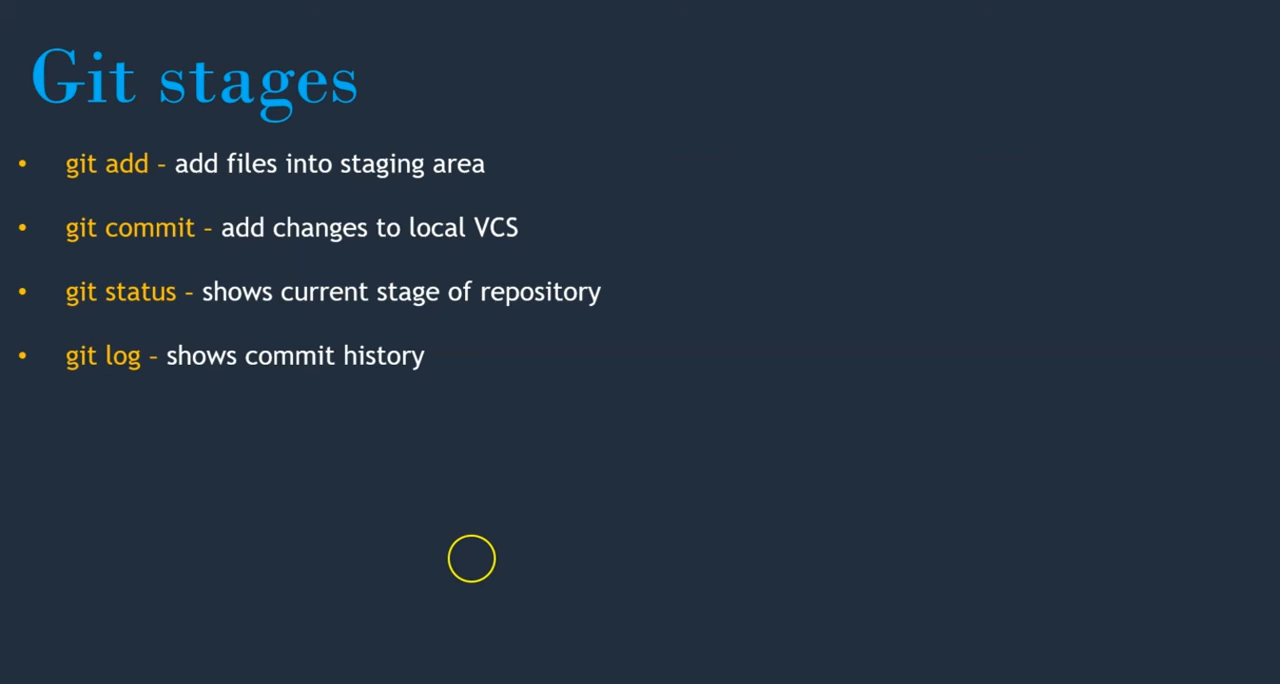 Git stages
• git add – add files into staging area
• git commit – add changes to local VCS
• git status – shows current stage of repository
• git log – shows commit history